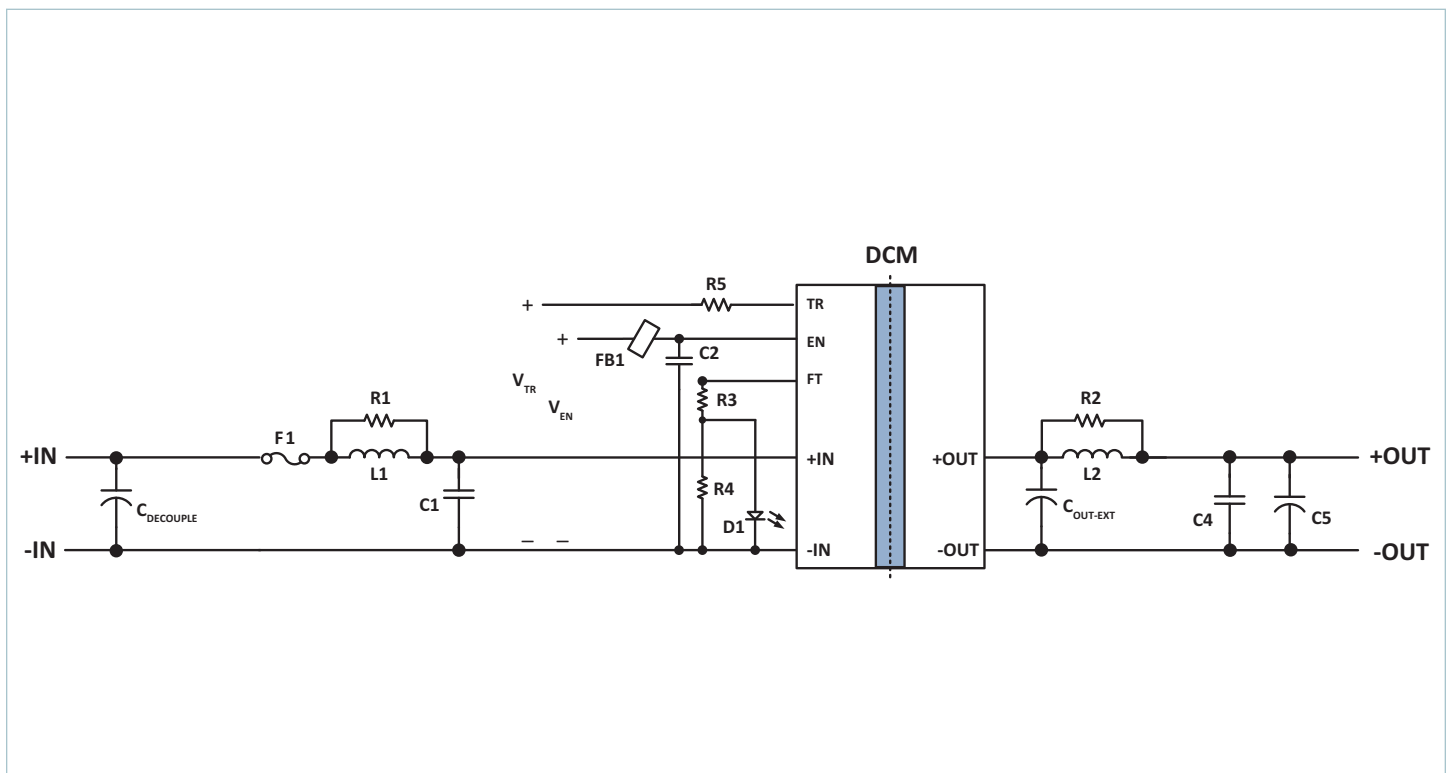 DCM
R5
+
TR
+
EN
FB1
C2
FT
V_TR
R3
V_EN
R1
R2
F1
+IN
L1
+IN
+OUT
L2
+OUT
C_DECOUPLE
C1
R4
C_OUT-EXT
D1
C4
C5
-IN
– –
-IN
-OUT
-OUT